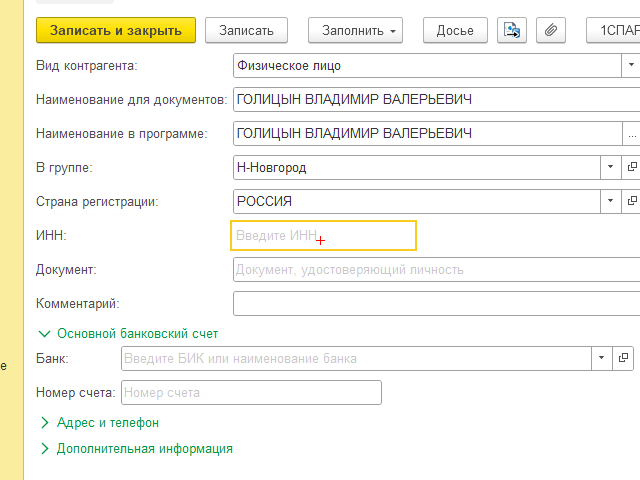 Записать и закрыть Записать Заполнить Досье 1СПАР
Вид контрагента: Физическое лицо
Наименование для документов: ГОЛИЦЫН ВЛАДИМИР ВАЛЕРЬЕВИЧ
Наименование в программе: ГОЛИЦЫН ВЛАДИМИР ВАЛЕРЬЕВИЧ ...
В группе: Н-Новгород
Страна регистрации: РОССИЯ
ИНН: Введите ИНН
Документ: Документ, удостоверяющий личность
Комментарий:
Основной банковский счет
Банк: Введите БИК или наименование банка
е
Номер счета: Номер счета
Адрес и телефон
Дополнительная информация